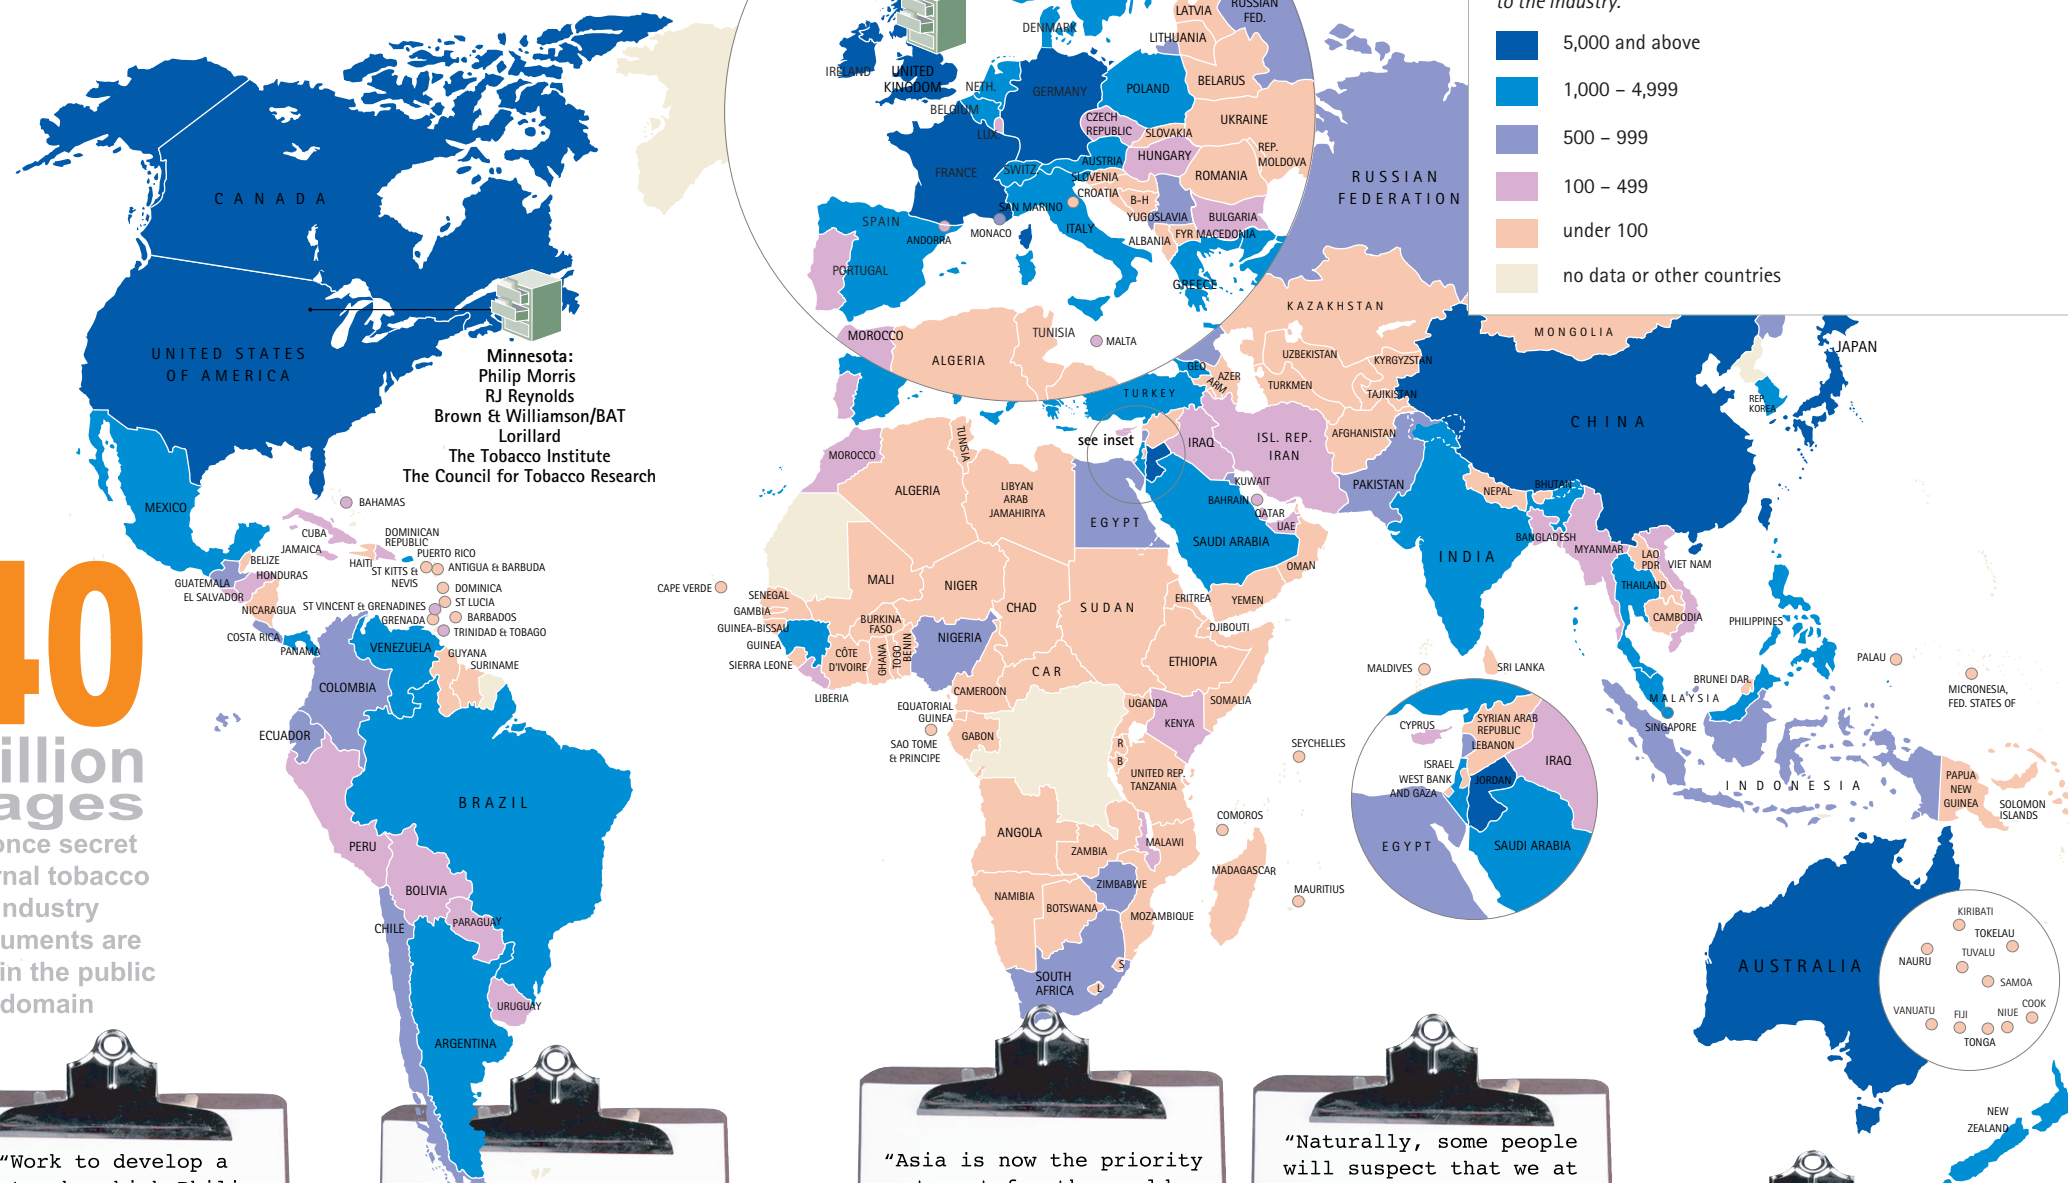 to the industry.
5,000 and above
1,000 – 4,999
500 – 999
100 – 499
under 100
no data or other countries
CANADA
UNITED STATES
OF AMERICA
Minnesota:
Philip Morris
RJ Reynolds
Brown & Williamson/BAT
Lorillard
The Tobacco Institute
The Council for Tobacco Research
MEXICO
BAHAMAS
CUBA
JAMAICA
HAITI
DOMINICAN
REPUBLIC
PUERTO RICO
ST KITTS &
NEVIS
ANTIGUA & BARBUDA
DOMINICA
ST LUCIA
ST VINCENT & GRENADINES
BARBADOS
GRENADA
TRINIDAD & TOBAGO
BELIZE
HONDURAS
GUATEMALA
EL SALVADOR
NICARAGUA
COSTA RICA
PANAMA
VENEZUELA
GUYANA
SURINAME
COLOMBIA
ECUADOR
BRAZIL
PERU
BOLIVIA
PARAGUAY
CHILE
URUGUAY
ARGENTINA
40
illion
ages
once secret
rnal tobacco
ndustry
uments are
in the public
domain
LATVIA
RUSSIAN
FED.
DENMARK
LITHUANIA
IRELAND
UNITED
KINGDOM
NETH.
GERMANY
POLAND
BELARUS
BELGIUM
LUX.
CZECH
REPUBLIC
SLOVAKIA
UKRAINE
FRANCE
SWITZ.
AUSTRIA
HUNGARY
REP.
MOLDOVA
SLOVENIA
CROATIA
ROMANIA
SAN MARINO
B-H
YUGOSLAVIA
BULGARIA
SPAIN
ANDORRA
MONACO
ITALY
ALBANIA
FYR MACEDONIA
PORTUGAL
GREECE
MOROCCO
ALGERIA
TUNISIA
MALTA
RUSSIAN
FEDERATION
KAZAKHSTAN
MONGOLIA
UZBEKISTAN
KYRGYZSTAN
GEO
AZER
ARM
TURKMEN
TAJIKISTAN
TURKEY
JAPAN
REP.
KOREA
CHINA
see inset
IRAQ
ISL. REP.
IRAN
AFGHANISTAN
KUWAIT
PAKISTAN
BAHRAIN
QATAR
UAE
NEPAL
BHUTAN
SAUDI ARABIA
OMAN
YEMEN
INDIA
BANGLADESH
MYANMAR
LAO
PDR
VIET NAM
THAILAND
CAMBODIA
PHILIPPINES
MALDIVES
SRI LANKA
BRUNEI DAR.
MALAYSIA
SINGAPORE
INDONESIA
PALAU
MICRONESIA,
FED. STATES OF
PAPUA
NEW
GUINEA
SOLOMON
ISLANDS
MOROCCO
TUNISIA
ALGERIA
LIBYAN
ARAB
JAMAHIRIYA
EGYPT
CAPE VERDE
SENEGAL
GAMBIA
GUINEA-BISSAU
GUINEA
SIERRA LEONE
LIBERIA
MALI
NIGER
CHAD
SUDAN
ERITREA
DJIBOUTI
BURKINA
FASO
CÔTE
D'IVOIRE
GHANA
TOGO
BENIN
NIGERIA
CAR
ETHIOPIA
CAMEROON
EQUATORIAL
GUINEA
SAO TOME
& PRINCIPE
GABON
UGANDA
KENYA
SOMALIA
R
B
UNITED REP.
TANZANIA
SEYCHELLES
COMOROS
ANGOLA
ZAMBIA
MALAWI
MADAGASCAR
MAURITIUS
NAMIBIA
BOTSWANA
ZIMBABWE
MOZAMBIQUE
SOUTH
AFRICA
S
L
CYPRUS
SYRIAN ARAB
REPUBLIC
LEBANON
ISRAEL
WEST BANK
AND GAZA
JORDAN
IRAQ
EGYPT
SAUDI ARABIA
AUSTRALIA
KIRIBATI
TOKELAU
NAURU
TUVALU
SAMOA
VANUATU
FIJI
NIUE
COOK
TONGA
NEW
ZEALAND
“Work to develop a
“Asia is now the priority
“Naturally, some people
will suspect that we at